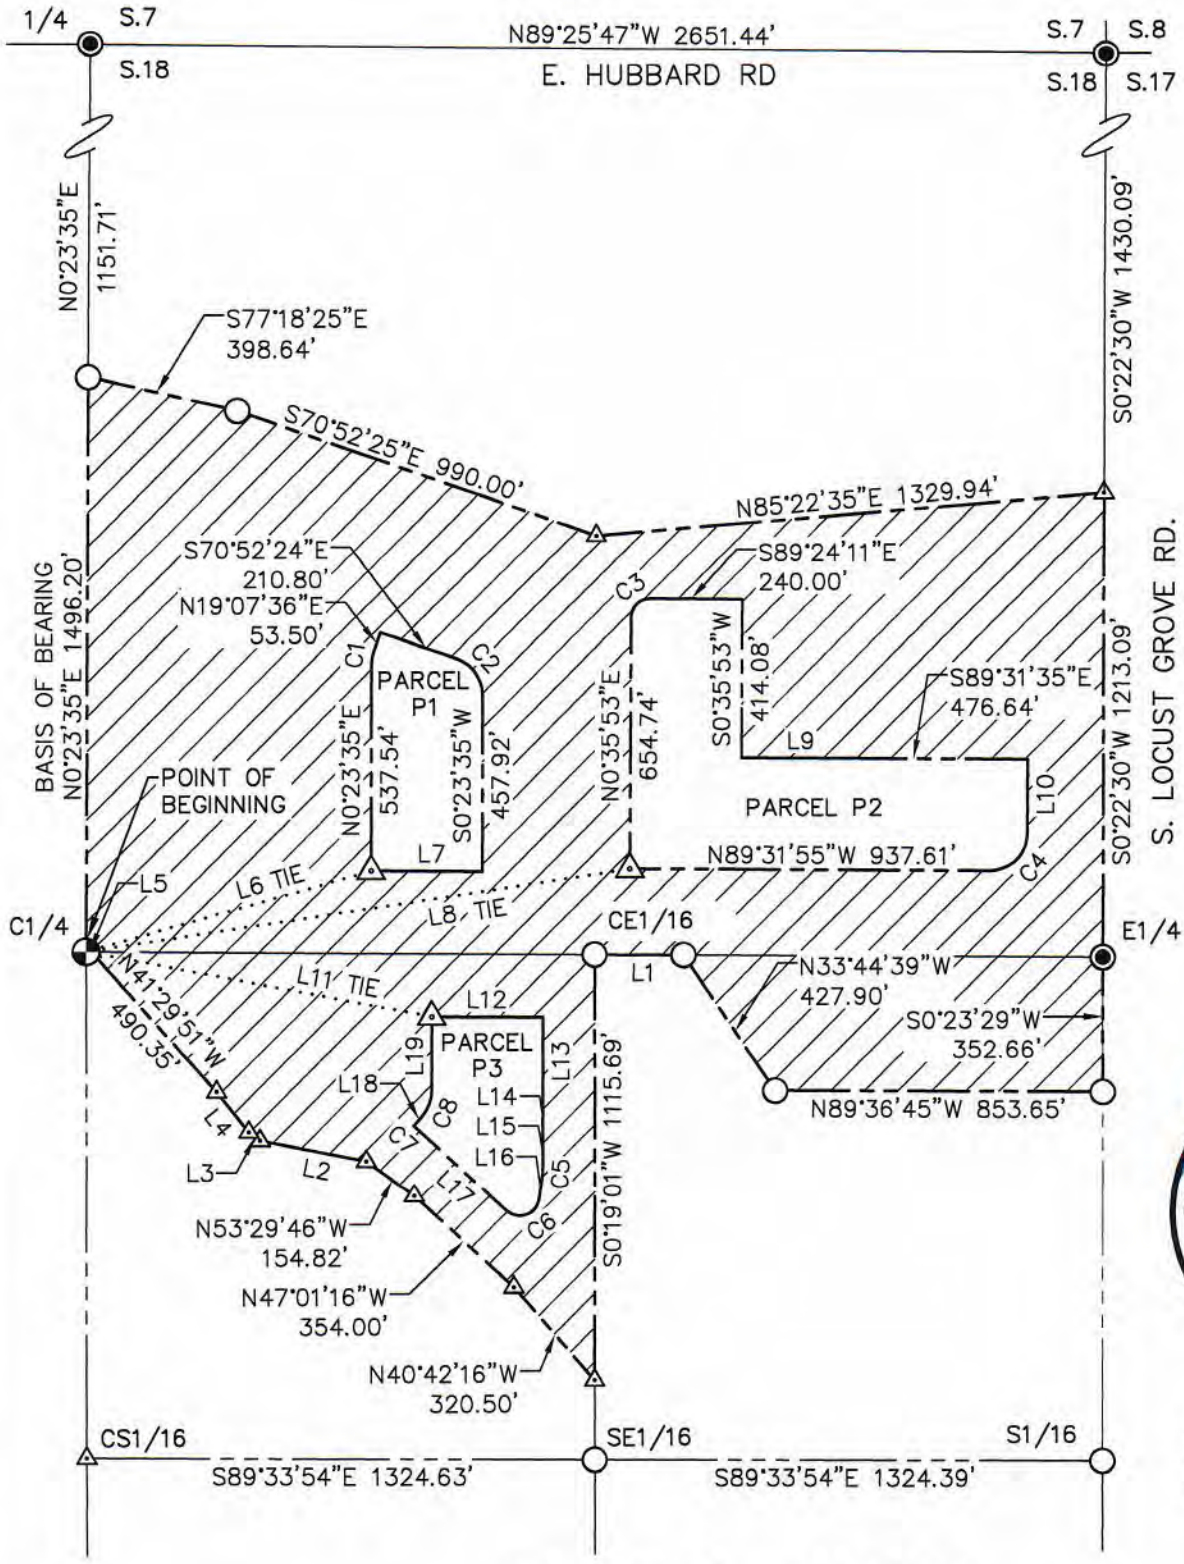 1/4
S.7
N89°25'47"W 2651.44'
S.7
S.8
S.18
E. HUBBARD RD
S.18
S.17
N0°23'35"E
1151.71'
S0°22'30"W 1430.09'
S77°18'25"E
398.64'
S70°52'25"E 990.00'
N85°22'35"E 1329.94'
S70°52'24"E
210.80'
N19°07'36"E
53.50'
S89°24'11"E
240.00'
C1
C2
C3
PARCEL
P1
BASIS OF BEARING
N0°23'35"E 1496.20'
N0°23'35"E
537.54'
S0°23'35"W
457.92'
N0°35'53"E
654.74'
S0°35'53"W
414.08'
S89°31'35"E
476.64'
L9
L10
S0°22'30"W 1213.09'
S. LOCUST GROVE RD.
POINT OF
BEGINNING
PARCEL P2
L7
N89°31'55"W 937.61'
C4
L5
L6 TIE
L8 TIE
C1/4
CE1/16
E1/4
L1
N41°29'51"W
490.35'
L11 TIE
L12
N33°44'39"W
427.90'
S0°23'29"W
352.66'
PARCEL
P3
L19
L13
L18
L14
C8
L15
C7
L16
C5
N89°36'45"W 853.65'
L4
L3
L2
L17
C6
S0°19'01"W 1115.69'
N53°29'46"W
154.82'
N47°01'16"W
354.00'
N40°42'16"W
320.50'
CS1/16
SE1/16
S1/16
S89°33'54"E 1324.63'
S89°33'54"E 1324.39'